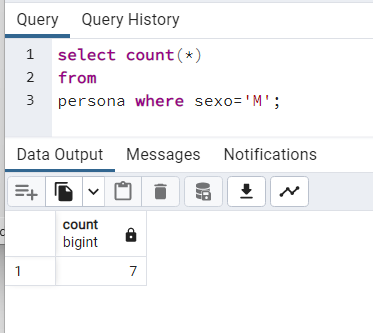 Query Query History
1 select count(*)
2 from
3 persona where sexo='M';
Data Output Messages Notifications
count
bigint
1 7